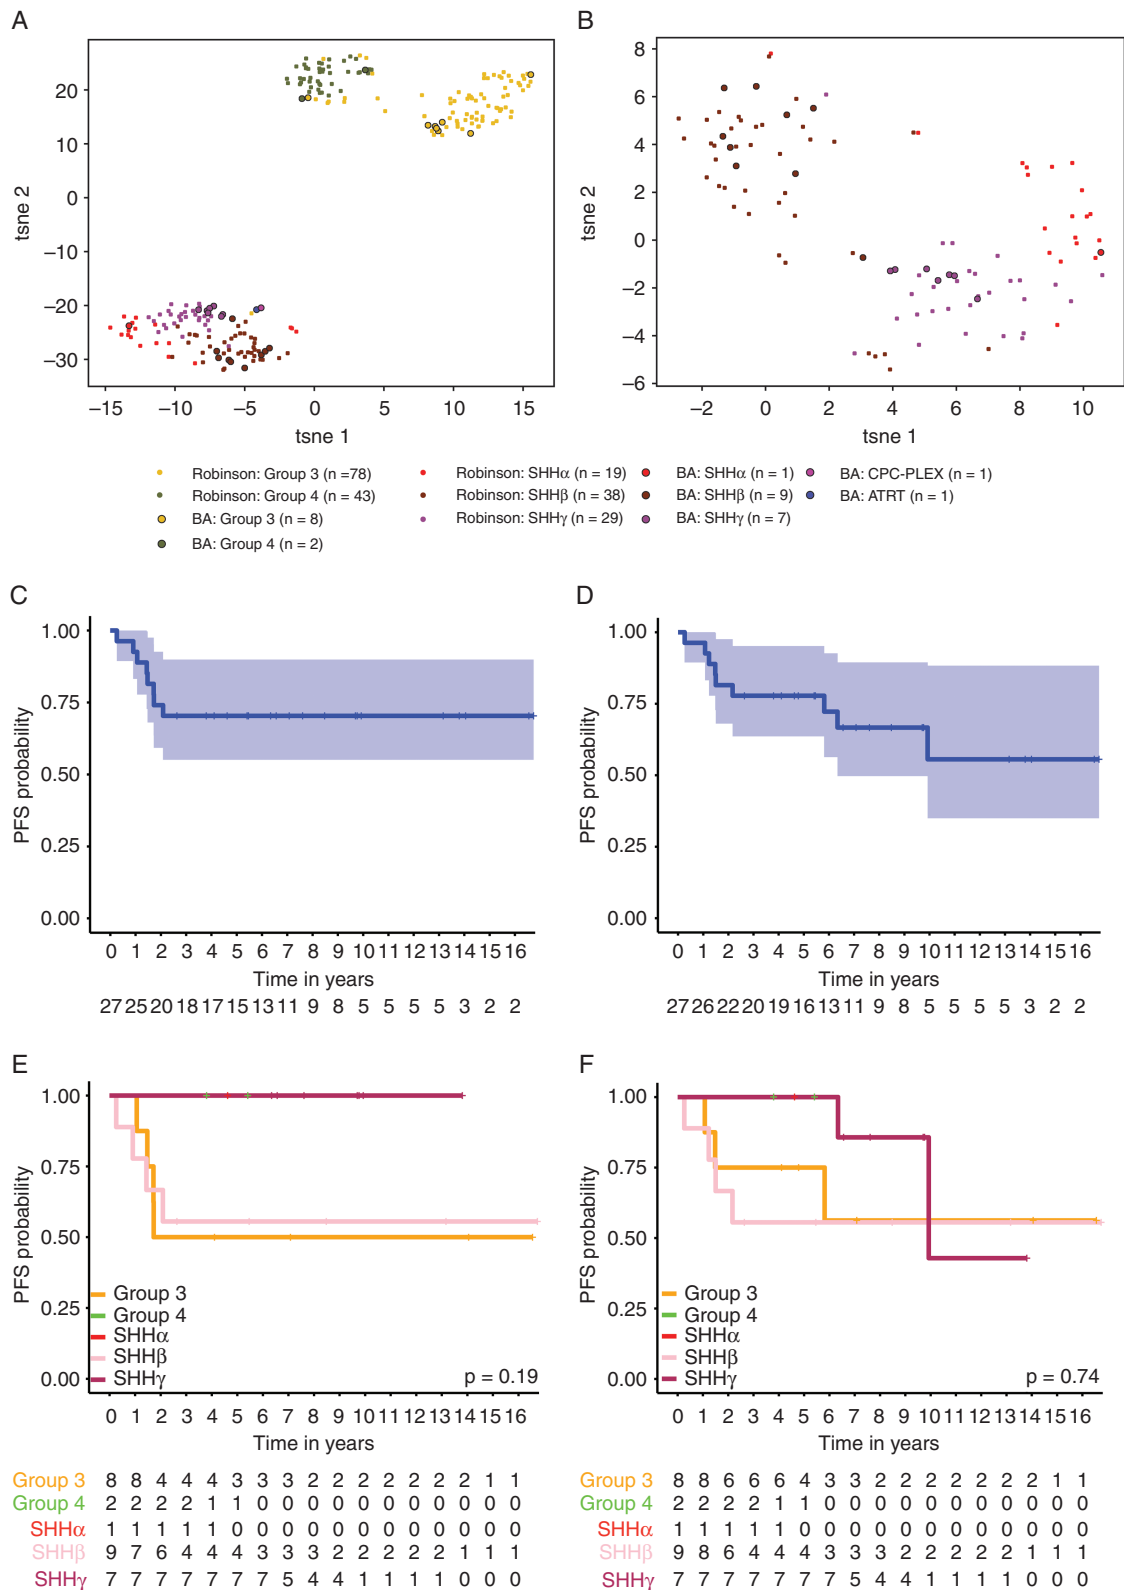 A
B
20
10
0
−10
−20
−30
tsne 2
−15 −10 −5 0 5 10 15
tsne 1
8
6
4
2
0
−2
−4
−6
tsne 2
−2 0 2 4 6 8 10
tsne 1
Robinson: Group 3 (n =78)
Robinson: Group 4 (n = 43)
BA: Group 3 (n = 8)
BA: Group 4 (n = 2)
Robinson: SHHα (n = 19)
Robinson: SHHβ (n = 38)
Robinson: SHHγ (n = 29)
BA: SHHα (n = 1)
BA: SHHβ (n = 9)
BA: SHHγ (n = 7)
BA: CPC-PLEX (n = 1)
BA: ATRT (n = 1)
C
1.00
0.75
0.50
0.25
0.00
PFS probability
0 1 2 3 4 5 6 7 8 9 10 11 12 13 14 15 16
Time in years
27 25 20 18 17 15 13 11 9 8 5 5 5 5 3 2 2
D
1.00
0.75
0.50
0.25
0.00
PFS probability
0 1 2 3 4 5 6 7 8 9 10 11 12 13 14 15 16
Time in years
27 26 22 20 19 16 13 11 9 8 5 5 5 5 3 2 2
E
1.00
0.75
0.50
0.25
0.00
PFS probability
Group 3
Group 4
SHHα
SHHβ
SHHγ
p = 0.19
0 1 2 3 4 5 6 7 8 9 10 11 12 13 14 15 16
Time in years
Group 3 8 8 4 4 4 3 3 3 2 2 2 2 2 2 2 1 1
Group 4 2 2 2 2 1 1 0 0 0 0 0 0 0 0 0 0 0
SHHα 1 1 1 1 1 0 0 0 0 0 0 0 0 0 0 0 0
SHHβ 9 7 6 4 4 4 3 3 3 2 2 2 2 2 1 1 1
SHHγ 7 7 7 7 7 7 7 5 4 4 1 1 1 1 0 0 0
F
1.00
0.75
0.50
0.25
0.00
PFS probability
Group 3
Group 4
SHHα
SHHβ
SHHγ
p = 0.74
0 1 2 3 4 5 6 7 8 9 10 11 12 13 14 15 16
Time in years
Group 3 8 8 6 6 6 4 3 3 2 2 2 2 2 2 2 1 1
Group 4 2 2 2 2 1 1 0 0 0 0 0 0 0 0 0 0 0
SHHα 1 1 1 1 1 0 0 0 0 0 0 0 0 0 0 0 0
SHHβ 9 8 6 4 4 4 3 3 3 2 2 2 2 2 1 1 1
SHHγ 7 7 7 7 7 7 7 5 4 4 1 1 1 1 0 0 0